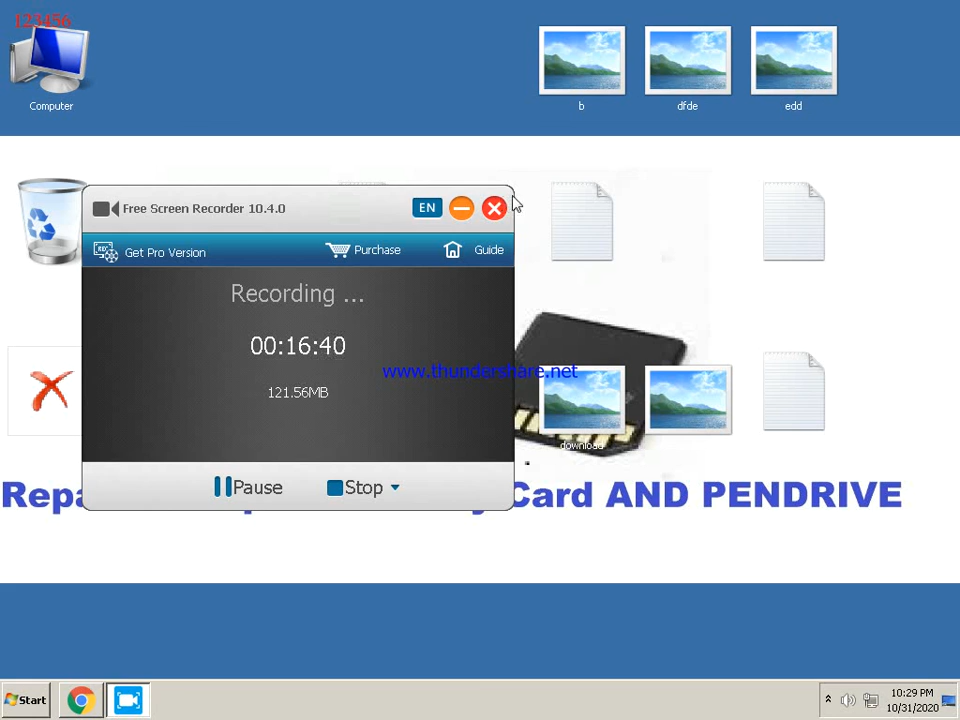 123456
Computer
b
dfde
edd
Free Screen Recorder 10.4.0
EN
Get Pro Version
Purchase
Guide
Recording ...
00:16:40
www.thundershare.net
121.56MB
download
Pause
Stop
Repa
Card AND PENDRIVE
Start
10:29 PM
10/31/2020